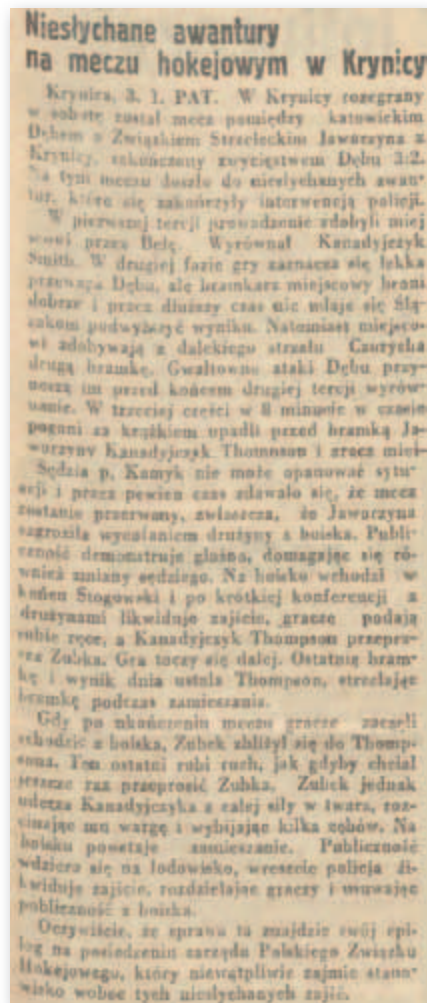 Niesłychane awantury
na meczu hokejowym w Krynicy
Krynica, 3. 1. PAT. W Krynicy rozegrany
w sobotę został mecz pomiędzy katowickim
Dębem a Związkiem Strzeleckim Jaworzyna z
Krynicy, zakończony zwycięstwem Dębu 3:2.
Na tym meczu doszło do niesłychanych awan-
tur, które się zakończyły interwencją policji.
W pierwszej tercji prowadzenie zdobyli miej
scowi przez Belę. Wyrównał Kanadyjczyk
Smith. W drugiej fazie gry zaznacza się lekka
przewaga Dębu, ale bramkarz miejscowy broni
dobrze i przez dłuższy czas nie udaje się Ślą-
zakom podwyższyć wyniku. Natomiast miejsco-
wi zdobywają z dalekiego strzału Czurycha
drugą bramkę. Gwałtowne ataki Dębu przy-
noszą im przed końcem drugiej tercji wyrów-
nanie. W trzeciej części w 8 minucie w czasie
pogoni za krążkiem upadli przed bramką Ja-
worzyny Kanadyjczyk Thomnson i
Sędzia p. Kamyk nie może opanować sytu-
acji i przez pewien czas zdawało się, że mecz
zostanie przerwany, zwłaszcza, że Jaworzyna
zagroziła wycofaniem drużyny z boiska. Publi-
czność demonstruje głośno, domagając się ró-
wnież zmiany sędziego. Na boisko wchodzi w
końcu Stogowski i po krótkiej konferencji z
drużynami likwiduje zajście, gracze podają
sobie ręce, a Kanadyjczyk Thompson przepra-
sza Zubka. Gra toczy się dalej. Ostatnią bram-
kę i wynik dnia ustala Thompson, strzelając
bramkę podczas zamieszania.
Gdy po ukończeniu meczu gracze zaczęli
schodzić z boiska, Zubek zbliżył się do Thomp-
sona. Ten ostatni robi ruch, jak gdyby chciał
jeszcze raz przeprosić Zubka. Zubek jednak
uderza Kanadyjczyka z całej siły w twarz, roz-
cinając mu wargę i wybijając kilka zębów. Na
boisku powstaje zamieszanie. Publiczność
wdziera się na lodowisko, wreszcie policja li-
kwiduje zajście, rozdzielając graczy i usuwając
publiczność z boiska.
Oczywiście, że sprawa ta znajdzie swój epi-
log na posiedzeniu zarządu Polskiego Związku
Hokejowego, który niewątpliwie zajmie stano-
wisko wobec tych niesłychanych zajść.